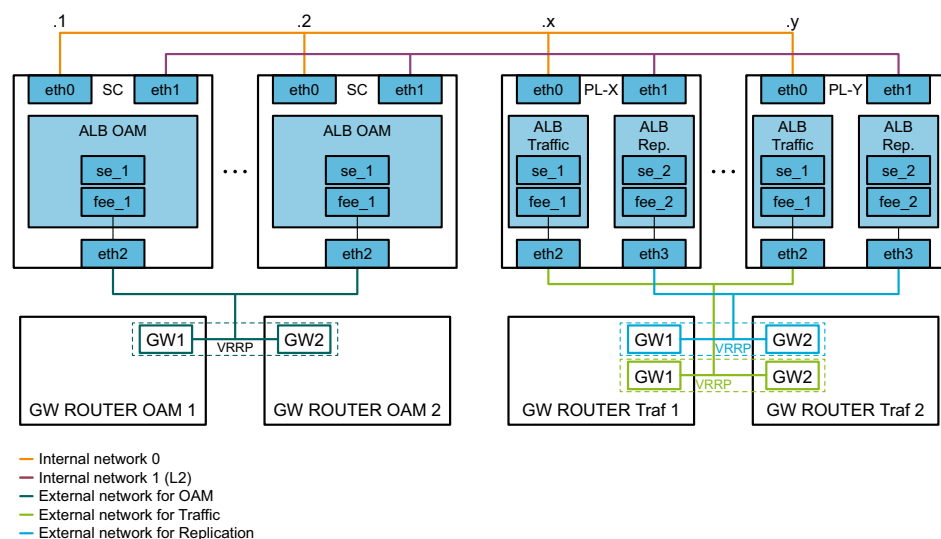 .1 .2 .x .y
eth0 SC eth1 eth0 SC eth1 eth0 PL-X eth1 eth0 PL-Y eth1
ALB OAM ALB OAM ALB ALB ALB ALB
Traffic Rep. Traffic Rep.
se_1 ... se_1 se_1 se_2 ... se_1 se_2
fee_1 fee_1 fee_1 fee_2 fee_1 fee_2
eth2 eth2 eth2 eth3 eth2 eth3
GW1 GW2 GW1 GW2
VRRP VRRP
GW1 GW2
VRRP
GW ROUTER OAM 1 GW ROUTER OAM 2 GW ROUTER Traf 1 GW ROUTER Traf 2
Internal network 0
Internal network 1 (L2)
External network for OAM
External network for Traffic
External network for Replication